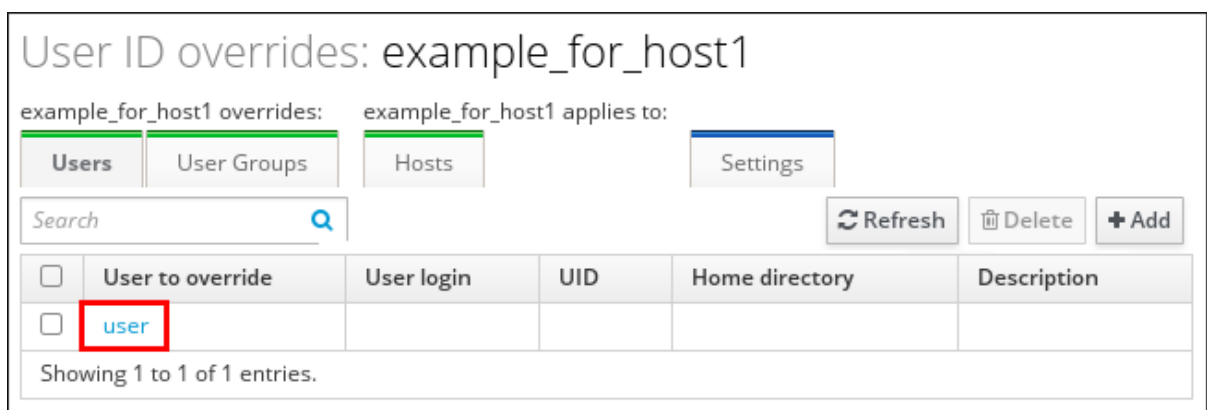 User ID overrides: example_for_host1
example_for_host1 overrides: example_for_host1 applies to:
Users User Groups Hosts Settings
Search Refresh Delete Add
User to override User login UID Home directory Description
user
Showing 1 to 1 of 1 entries.